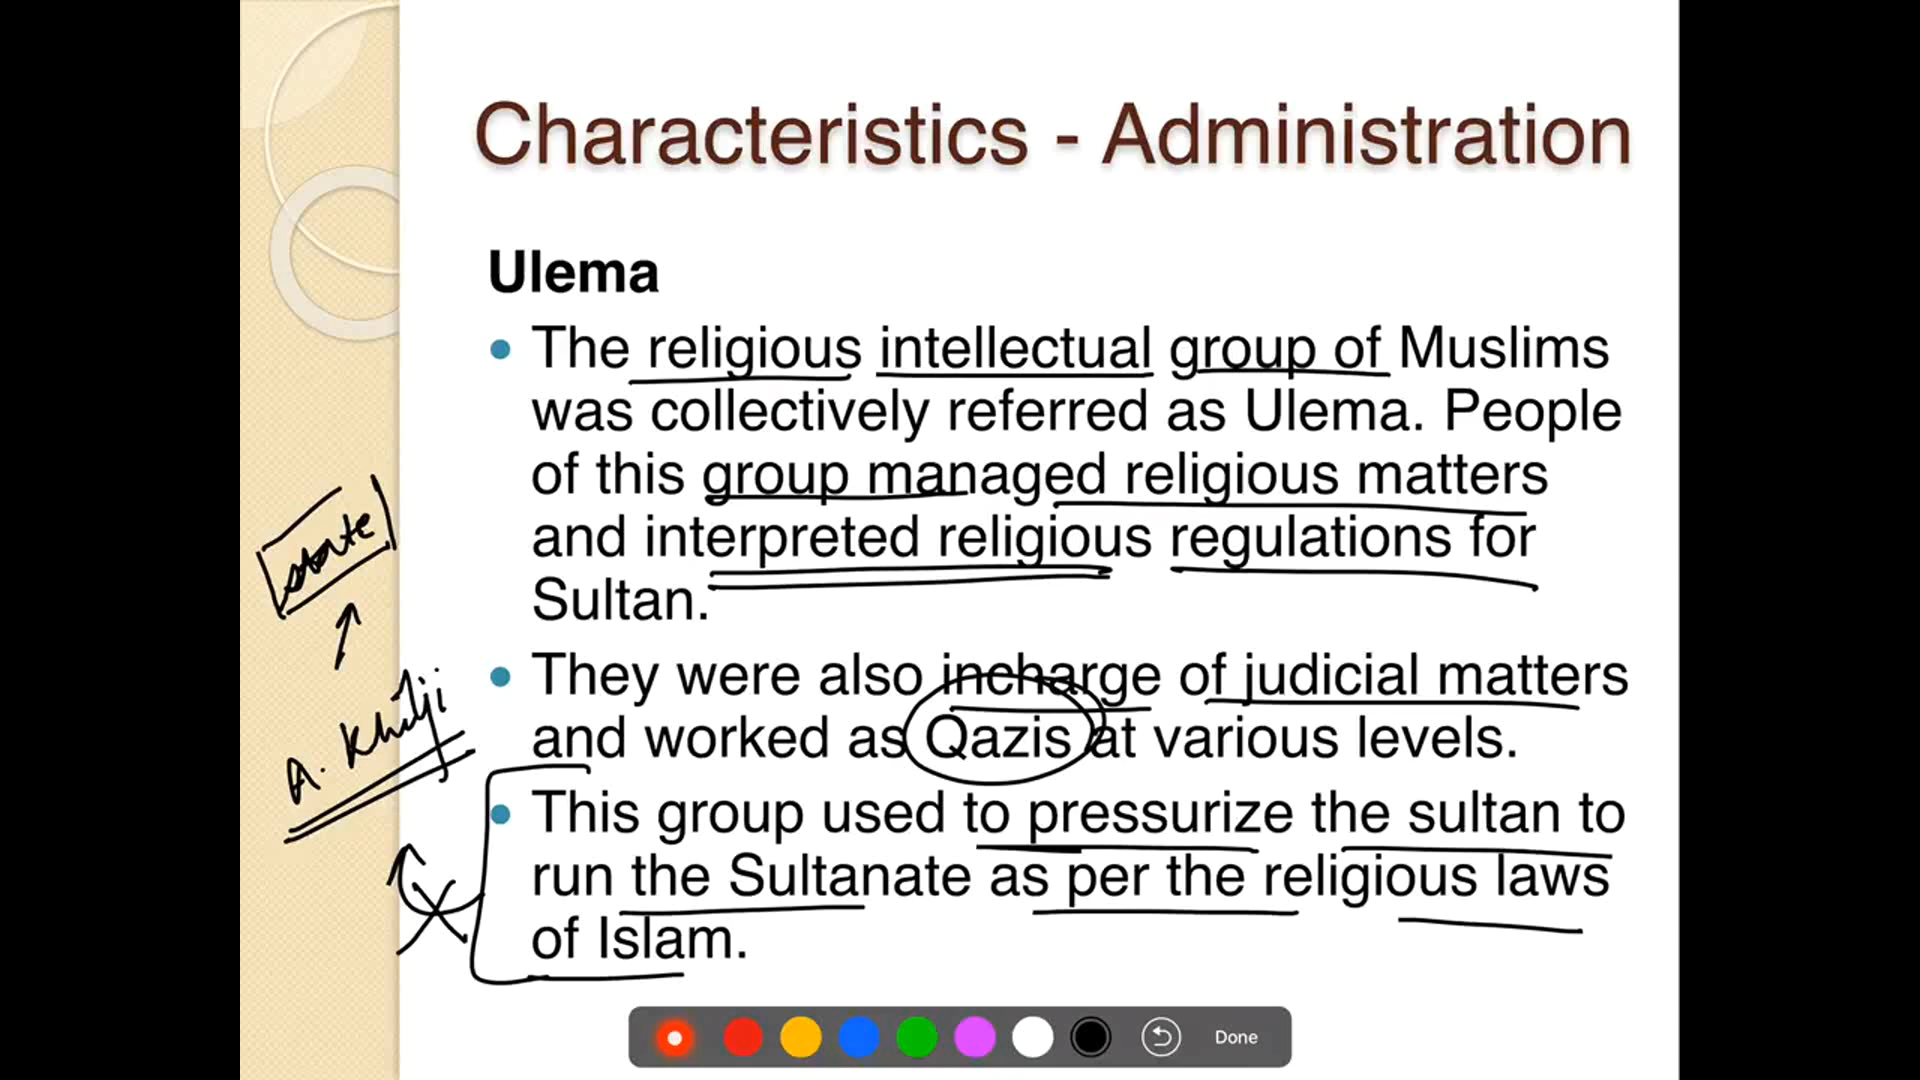 Characteristics - Administration
Ulema
The religious intellectual group of Muslims
was collectively referred as Ulema. People
of this group managed religious matters
and interpreted religious regulations for
Sultan.
They were also incharge of judicial matters
and worked as Qazis at various levels.
This group used to pressurize the sultan to
run the Sultanate as per the religious laws
of Islam.
state
A. Khilji
Done